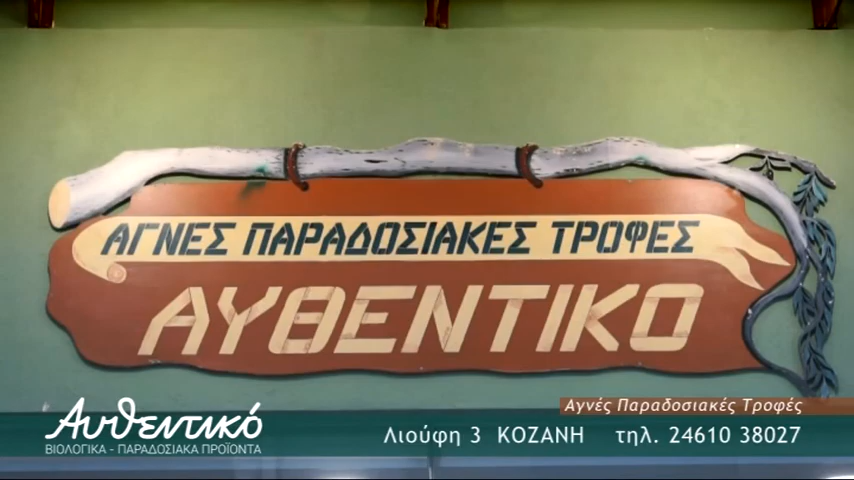 ΑΓΝΕΣ ΠΑΡΑΔΟΣΙΑΚΕΣ ΤΡΟΦΕΣ
ΑΥΘΕΝΤΙΚΟ
Αγνές Παραδοσιακές Τροφές
Αυθεντικό
ΒΙΟΛΟΓΙΚΑ - ΠΑΡΑΔΟΣΙΑΚΑ ΠΡΟΪΟΝΤΑ
Λιούφη 3 ΚΟΖΑΝΗ τηλ. 24610 38027